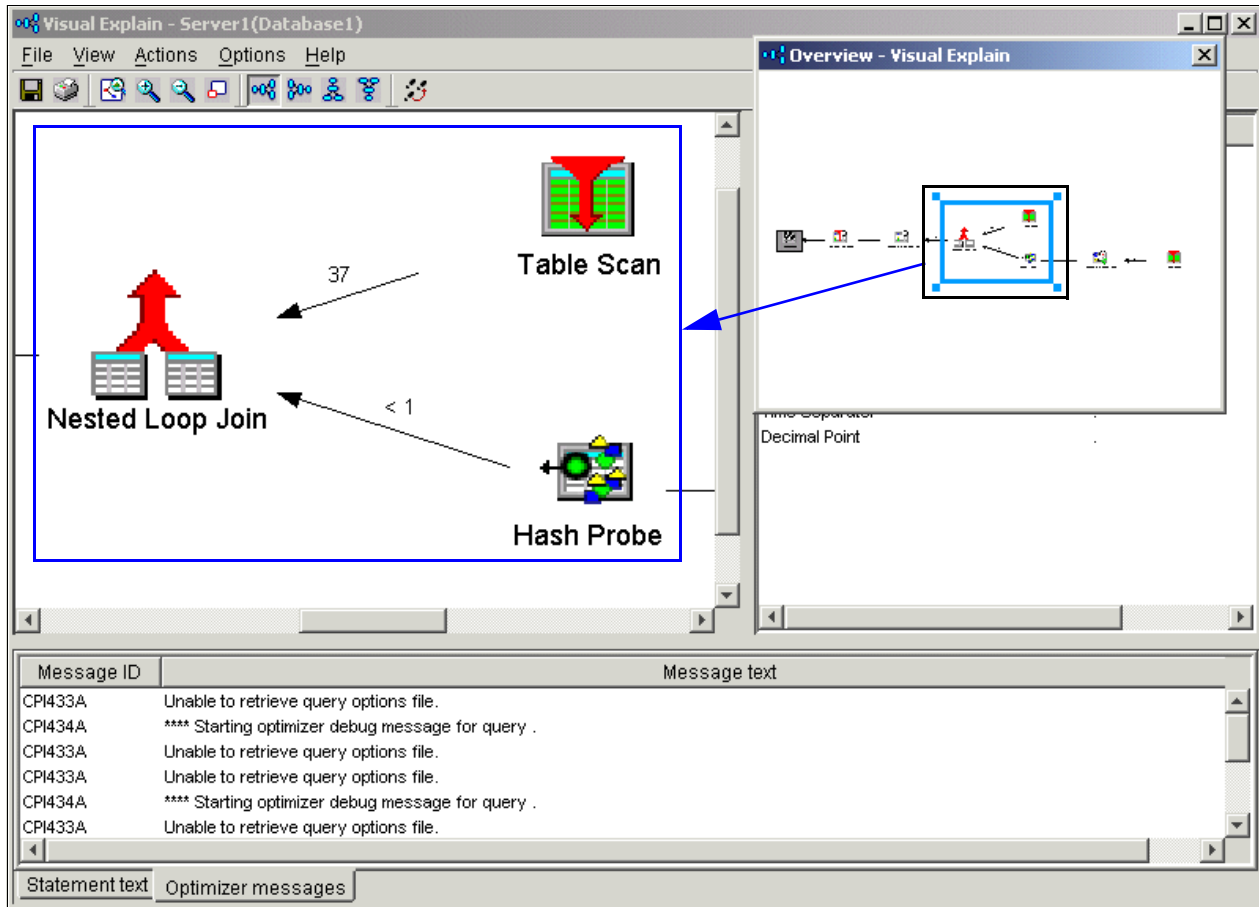 Visual Explain - Server1(Database1)
File View Actions Options Help
Overview - Visual Explain
Table Scan
37
Nested Loop Join
< 1
Hash Probe
Time Separator .
Decimal Point .
Message ID Message text
CPI433A Unable to retrieve query options file.
CPI434A **** Starting optimizer debug message for query .
CPI433A Unable to retrieve query options file.
CPI433A Unable to retrieve query options file.
CPI434A **** Starting optimizer debug message for query .
CPI433A Unable to retrieve query options file.
Statement text Optimizer messages